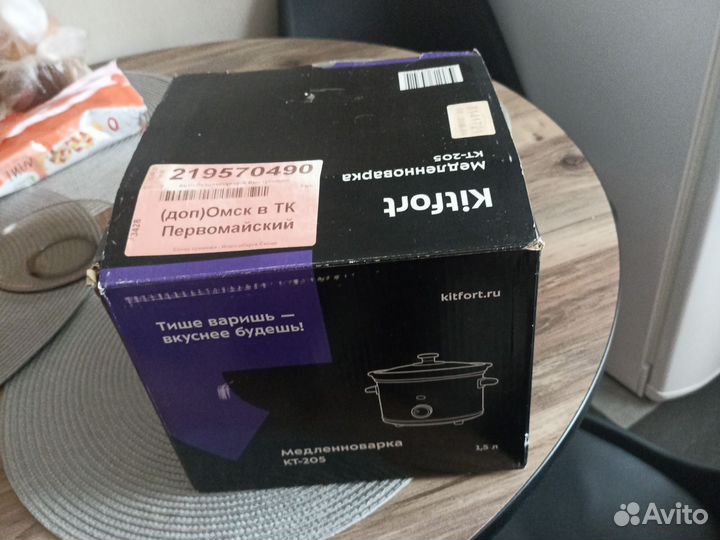 219570490
(доп)Омск в ТК
Первомайский
3428
Kitfort
Медленноварка
КТ-205
kitfort.ru
Тише варишь —
вкуснее будешь!
Медленноварка
КТ-205
1,5 л
Avito